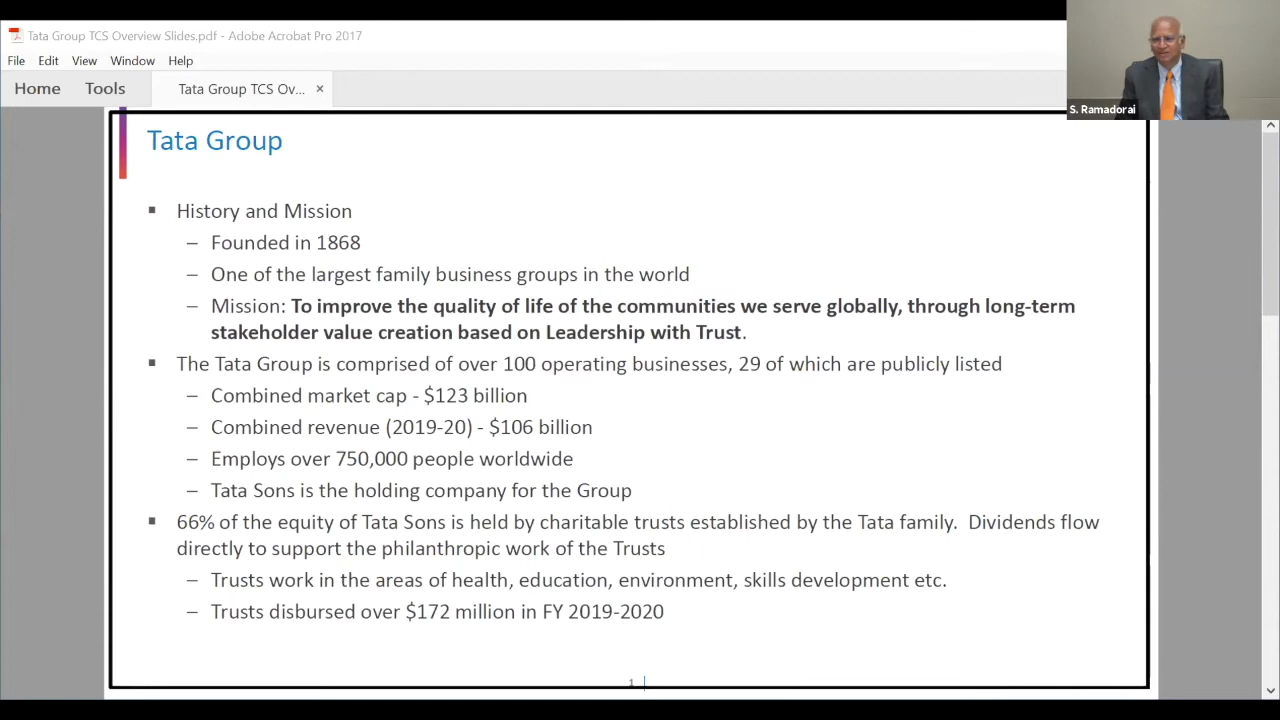 Tata Group TCS Overview Slides.pdf - Adobe Acrobat Pro 2017
File Edit View Window Help
Home Tools Tata Group TCS Ov... ×
S. Ramadorai
Tata Group
▪ History and Mission
– Founded in 1868
– One of the largest family business groups in the world
– Mission: To improve the quality of life of the communities we serve globally, through long-term
stakeholder value creation based on Leadership with Trust.
▪ The Tata Group is comprised of over 100 operating businesses, 29 of which are publicly listed
– Combined market cap - $123 billion
– Combined revenue (2019-20) - $106 billion
– Employs over 750,000 people worldwide
– Tata Sons is the holding company for the Group
▪ 66% of the equity of Tata Sons is held by charitable trusts established by the Tata family. Dividends flow
directly to support the philanthropic work of the Trusts
– Trusts work in the areas of health, education, environment, skills development etc.
– Trusts disbursed over $172 million in FY 2019-2020
1 |